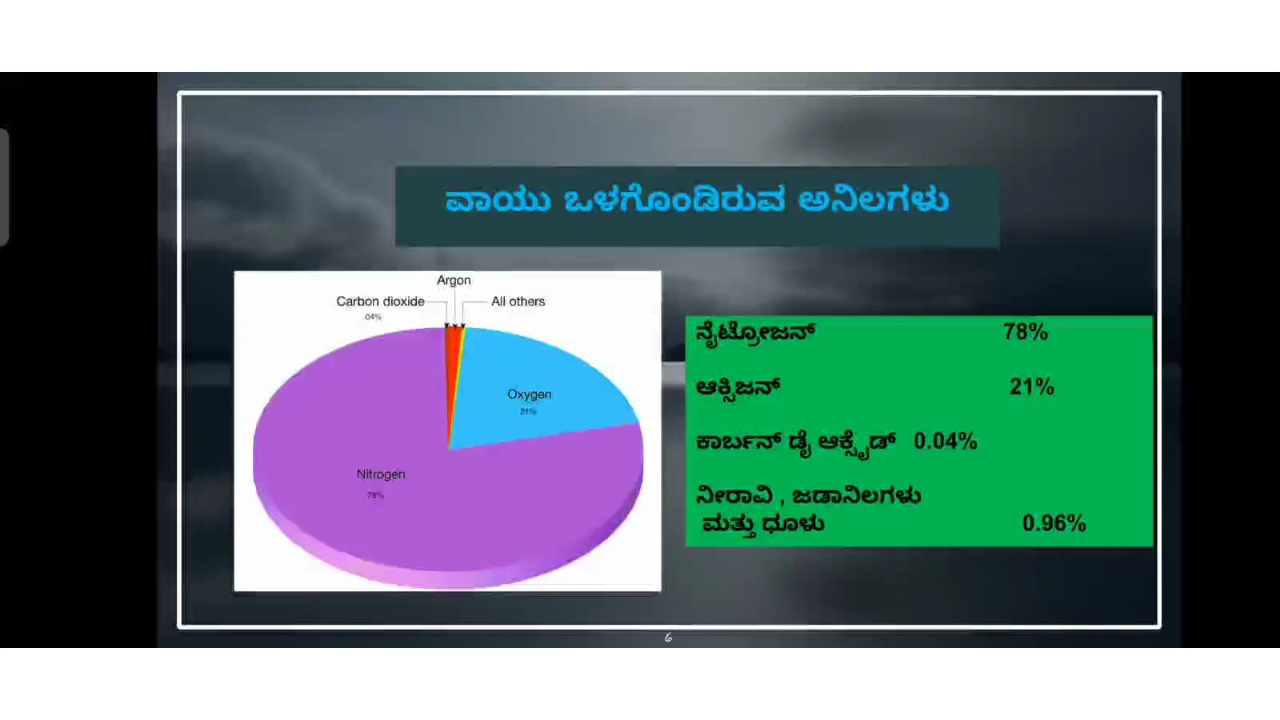 ವಾಯು ಒಳಗೊಂಡಿರುವ ಅನಿಲಗಳು
Argon
Carbon dioxide
All others
.04%
Oxygen
21%
Nitrogen
78%
ನೈಟ್ರೋಜನ್ 78%
ಆಕ್ಸಿಜನ್ 21%
ಕಾರ್ಬನ್ ಡೈ ಆಕ್ಸೈಡ್ 0.04%
ನೀರಾವಿ , ಜಡಾನಿಲಗಳು
ಮತ್ತು ಧೂಳು 0.96%
6